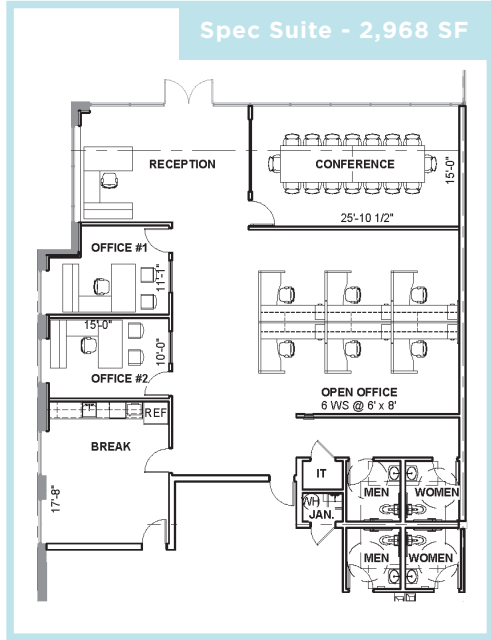 Spec Suite - 2,968 SF
RECEPTION
CONFERENCE
15'-0"
25'-10 1/2"
OFFICE #1
11'-1"
15'-0"
10'-0"
OFFICE #2
OPEN OFFICE
6 WS @ 6' x 8'
REF
BREAK
17'-8"
IT
WH
JAN.
MEN
WOMEN
MEN
WOMEN